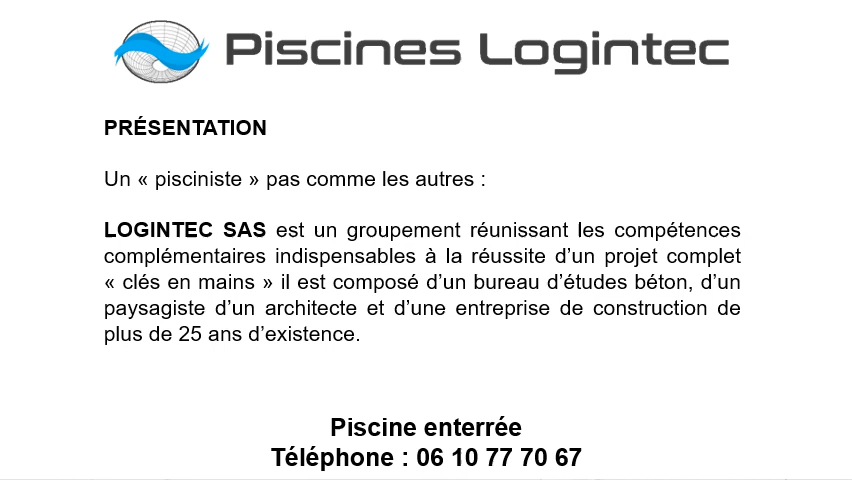 Piscines Logintec
PRÉSENTATION
Un « pisciniste » pas comme les autres :
LOGINTEC SAS est un groupement réunissant les compétences
complémentaires indispensables à la réussite d'un projet complet
« clés en mains » il est composé d'un bureau d'études béton, d'un
paysagiste d'un architecte et d'une entreprise de construction de
plus de 25 ans d'existence.
Piscine enterrée
Téléphone : 06 10 77 70 67